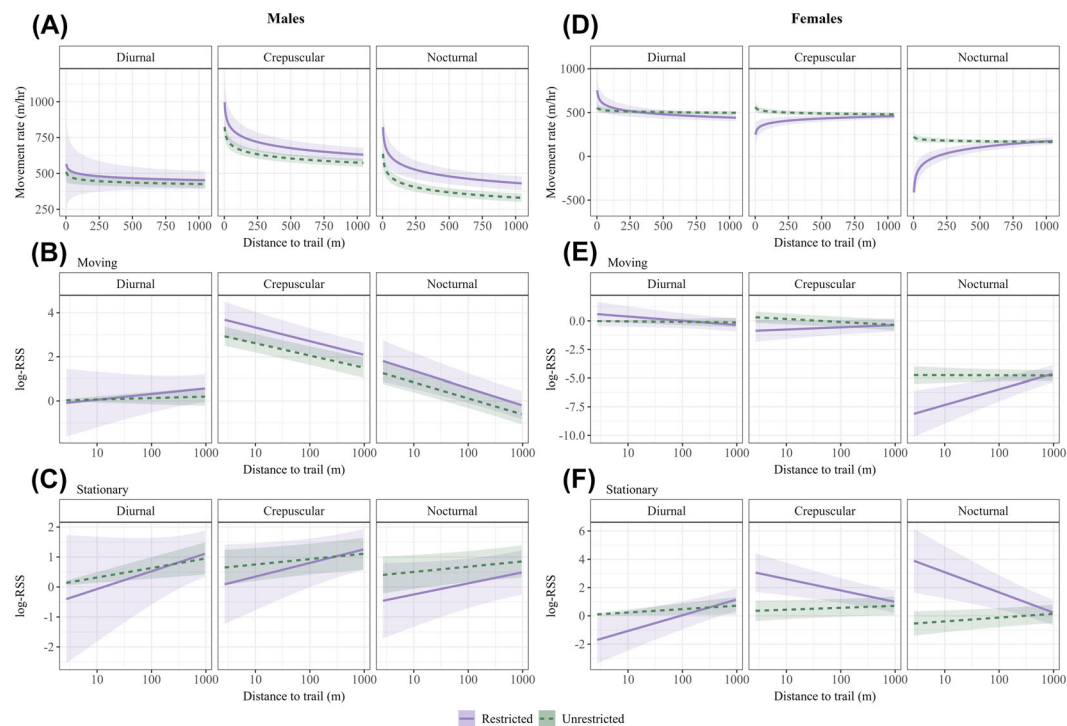 Males
Females
(A)
Diurnal
Crepuscular
Nocturnal
Movement rate (m/hr)
1000
750
500
250
0 250 500 750 1000
0 250 500 750 1000
0 250 500 750 1000
Distance to trail (m)
(D)
Diurnal
Crepuscular
Nocturnal
Movement rate (m/hr)
1000
500
0
-500
0 250 500 750 1000
0 250 500 750 1000
0 250 500 750 1000
Distance to trail (m)
(B)
Moving
Diurnal
Crepuscular
Nocturnal
log-RSS
4
2
0
10 100 1000
10 100 1000
10 100 1000
Distance to trail (m)
(E)
Moving
Diurnal
Crepuscular
Nocturnal
log-RSS
0.0
-2.5
-5.0
-7.5
-10.0
10 100 1000
10 100 1000
10 100 1000
Distance to trail (m)
(C)
Stationary
Diurnal
Crepuscular
Nocturnal
log-RSS
2
1
0
-1
-2
10 100 1000
10 100 1000
10 100 1000
Distance to trail (m)
(F)
Stationary
Diurnal
Crepuscular
Nocturnal
log-RSS
6
4
2
0
-2
10 100 1000
10 100 1000
10 100 1000
Distance to trail (m)
Restricted Unrestricted